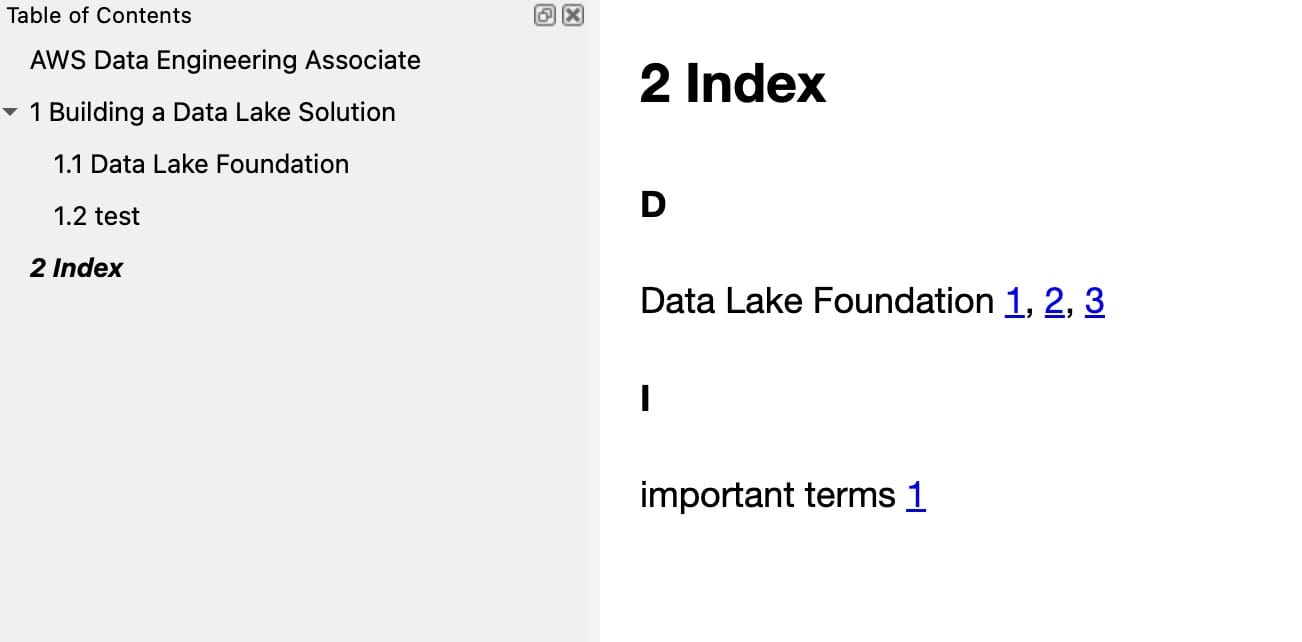 Table of Contents
AWS Data Engineering Associate
1 Building a Data Lake Solution
1.1 Data Lake Foundation
1.2 test
2 Index
2 Index
D
Data Lake Foundation 1, 2, 3
I
important terms 1